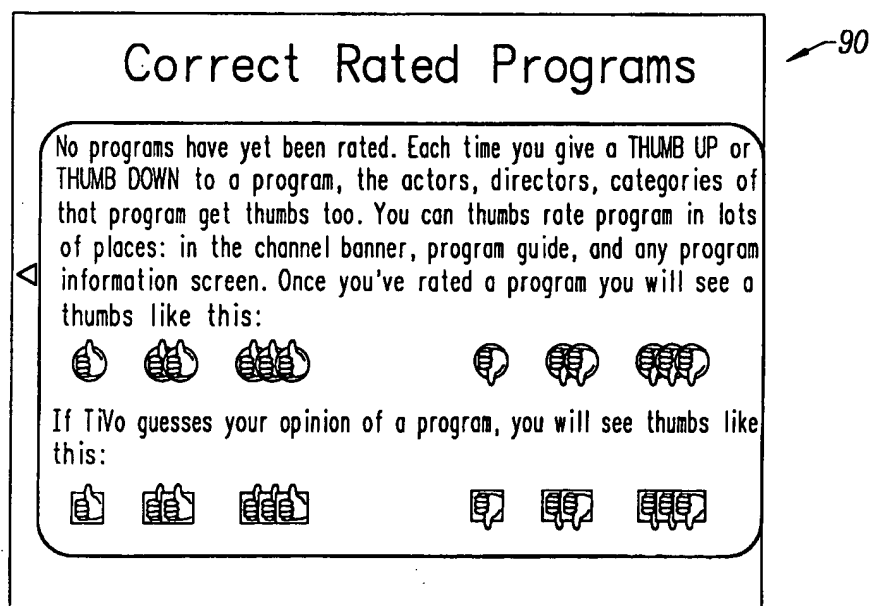 Correct Rated Programs
90
No programs have yet been rated. Each time you give a THUMB UP or
THUMB DOWN to a program, the actors, directors, categories of
that program get thumbs too. You can thumbs rate program in lots
of places: in the channel banner, program guide, and any program
information screen. Once you've rated a program you will see a
thumbs like this:
If TiVo guesses your opinion of a program, you will see thumbs like
this: